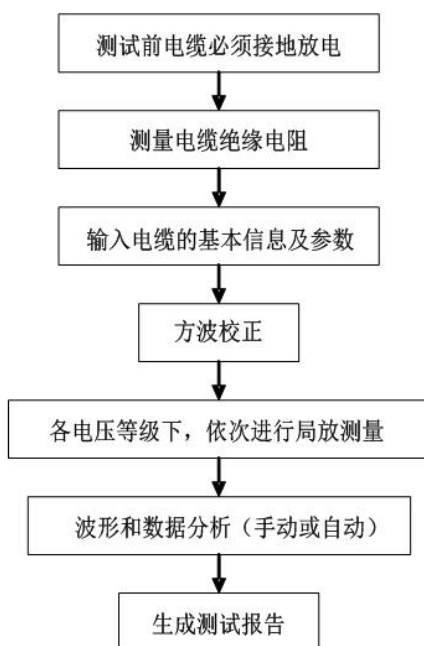 测试前电缆必须接地放电
测量电缆绝缘电阻
输入电缆的基本信息及参数
方波校正
各电压等级下，依次进行局放测量
波形和数据分析（手动或自动）
生成测试报告